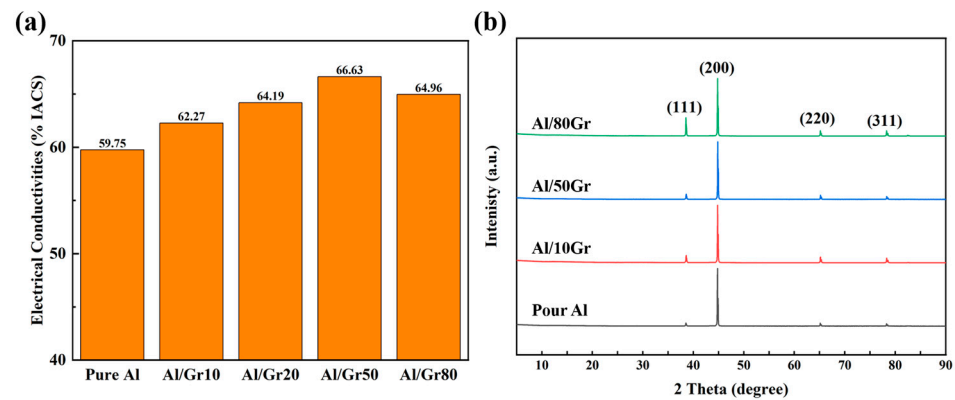 (a)
Electrical Conductivities (% IACS)
70
60
50
40
59.75
62.27
64.19
66.63
64.96
Pure Al
Al/Gr10
Al/Gr20
Al/Gr50
Al/Gr80
(b)
Intenisty (a.u.)
(111)
(200)
(220)
(311)
Al/80Gr
Al/50Gr
Al/10Gr
Pour Al
10
20
30
40
50
60
70
80
90
2 Theta (degree)